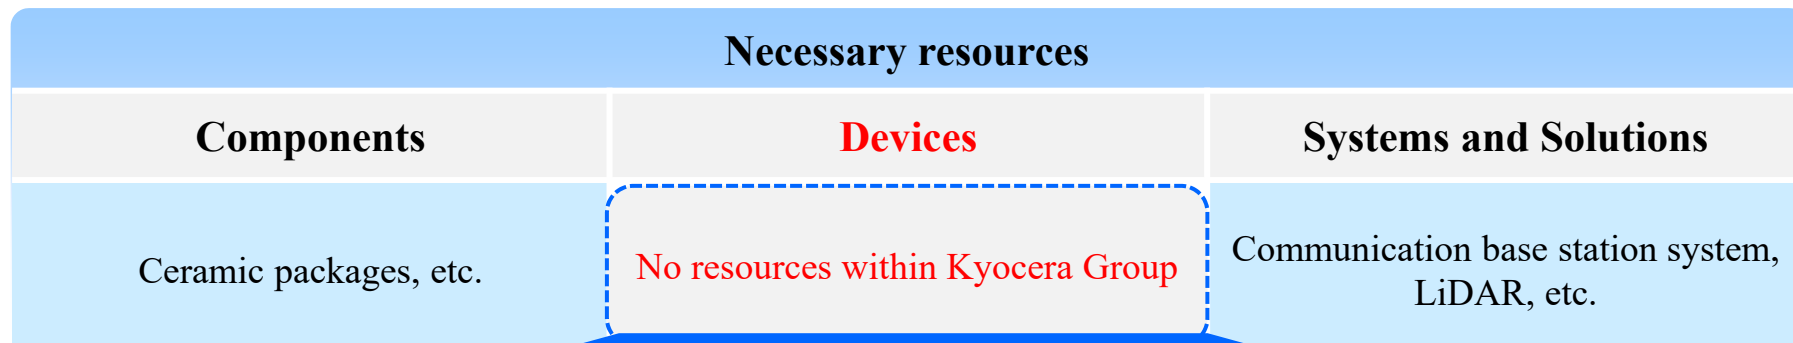 Necessary resources
Components
Devices
Systems and Solutions
Ceramic packages, etc.
No resources within Kyocera Group
Communication base station system,
LiDAR, etc.